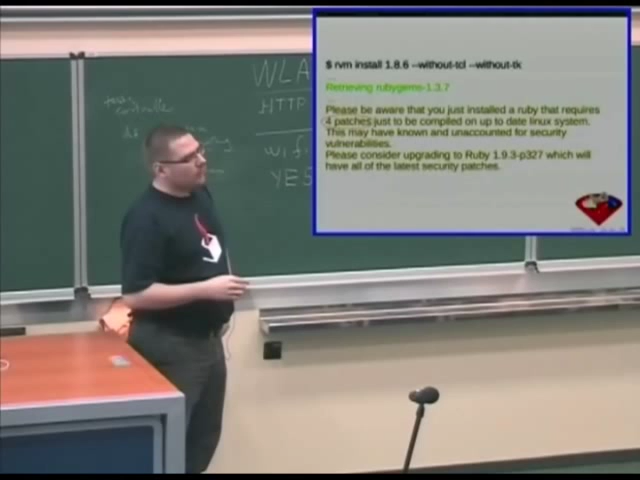 $ rvm install 1.8.6 --without-tcl --without-tk
Retrieving rubygems-1.3.7
Please be aware that you just installed a ruby that requires
4 patches just to be compiled on up to date linux system.
This may have known and unaccounted for security
vulnerabilities.
Please consider upgrading to Ruby 1.9.3-p327 which will
have all of the latest security patches.
WLA
HTTP
wifi
YES